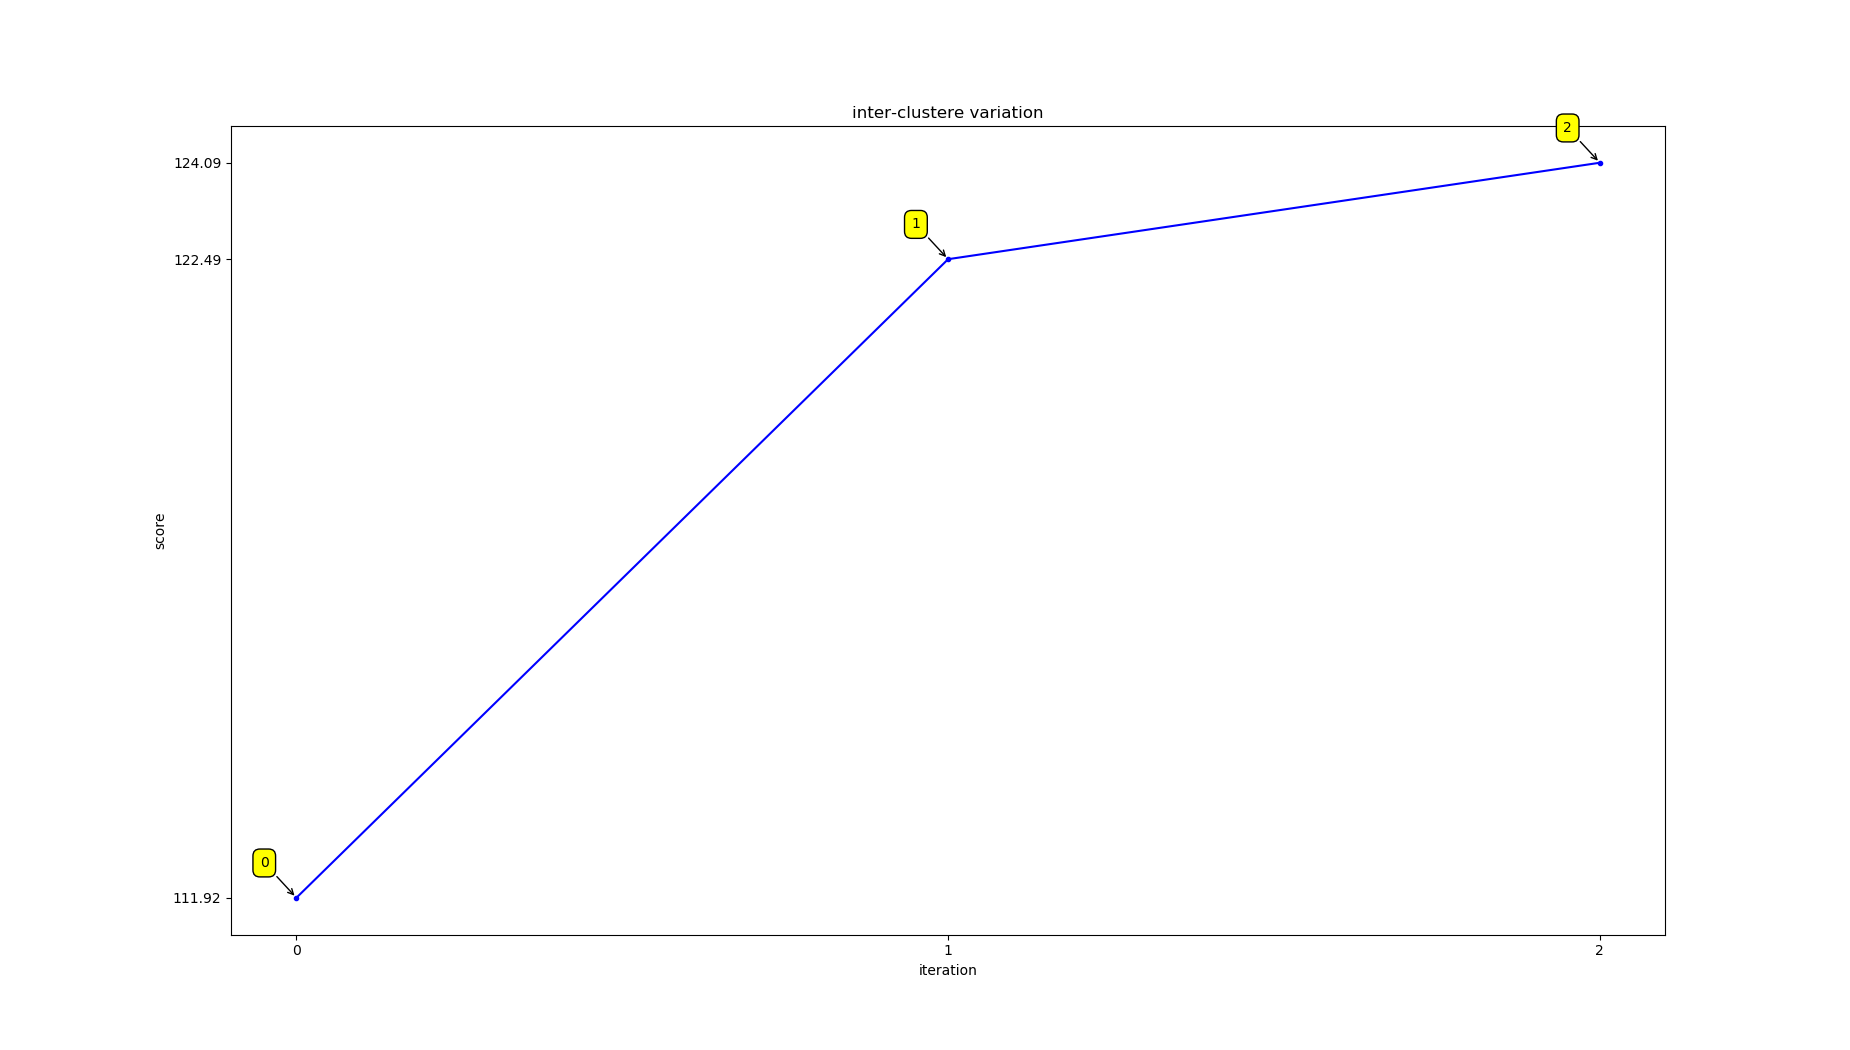 inter-clustere variation
2
124.09
1
122.49
score
0
111.92
0 1 2
iteration